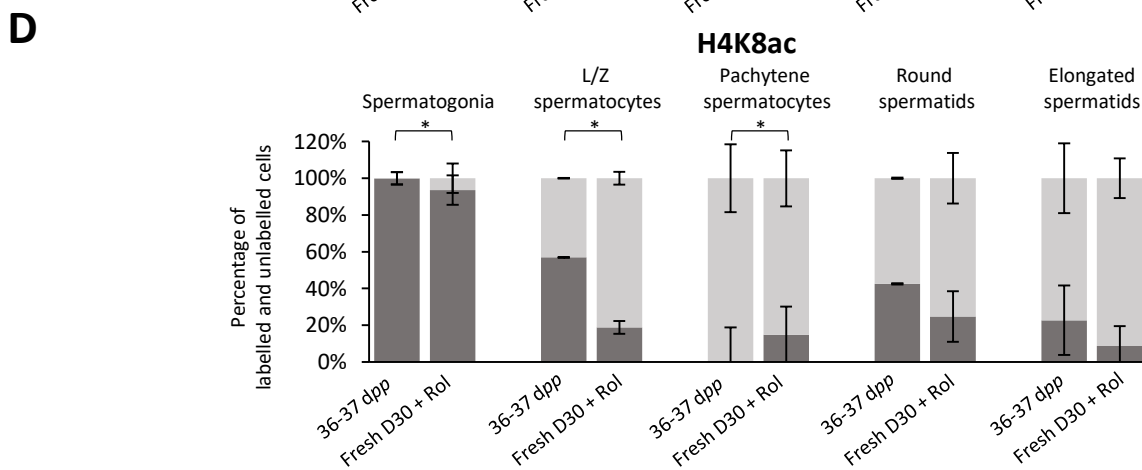 D
H4K8ac
Spermatogonia
L/Z
spermatocytes
Pachytene
spermatocytes
Round
spermatids
Elongated
spermatids
* * *
Percentage of
labelled and unlabelled cells
120%
100%
80%
60%
40%
20%
0%
36-37 dpp
Fresh D30 + Rol
36-37 dpp
Fresh D30 + Rol
36-37 dpp
Fresh D30 + Rol
36-37 dpp
Fresh D30 + Rol
36-37 dpp
Fresh D30 + Rol